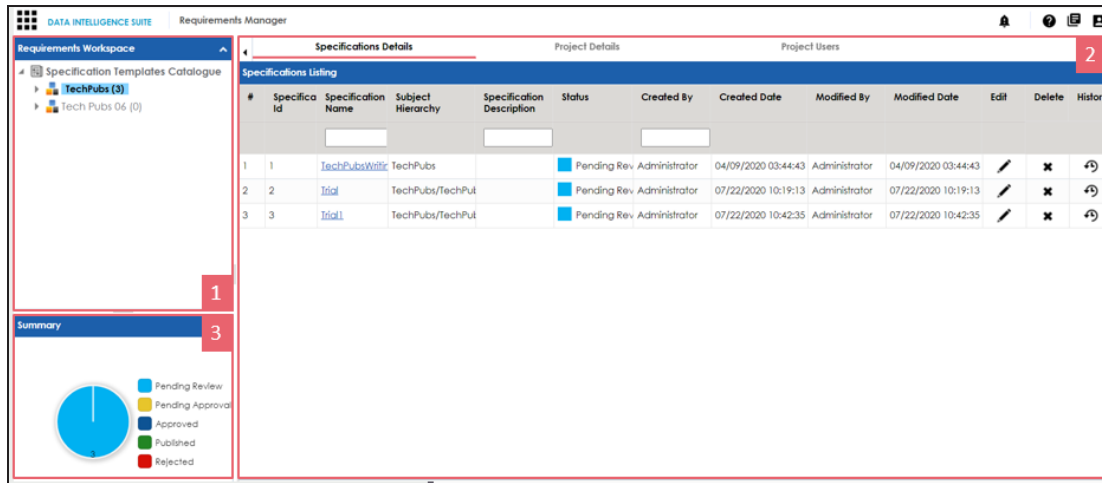 DATA INTELLIGENCE SUITE Requirements Manager
Requirements Workspace
Specification Templates Catalogue
TechPubs (3)
Tech Pubs 06 (0)
1
Specifications Details Project Details Project Users
2
Specifications Listing
# Specifica Id Specification Name Subject Hierarchy Specification Description Status Created By Created Date Modified By Modified Date Edit Delete Histor
1 1 TechPubsWritin TechPubs Pending Rev Administrator 04/09/2020 03:44:43 Administrator 04/09/2020 03:44:43
2 2 Trial TechPubs/TechPub Pending Rev Administrator 07/22/2020 10:19:13 Administrator 07/22/2020 10:19:13
3 3 Trial1 TechPubs/TechPub Pending Rev Administrator 07/22/2020 10:42:35 Administrator 07/22/2020 10:42:35
Summary
3
Pending Review
Pending Approval
Approved
Published
Rejected
3